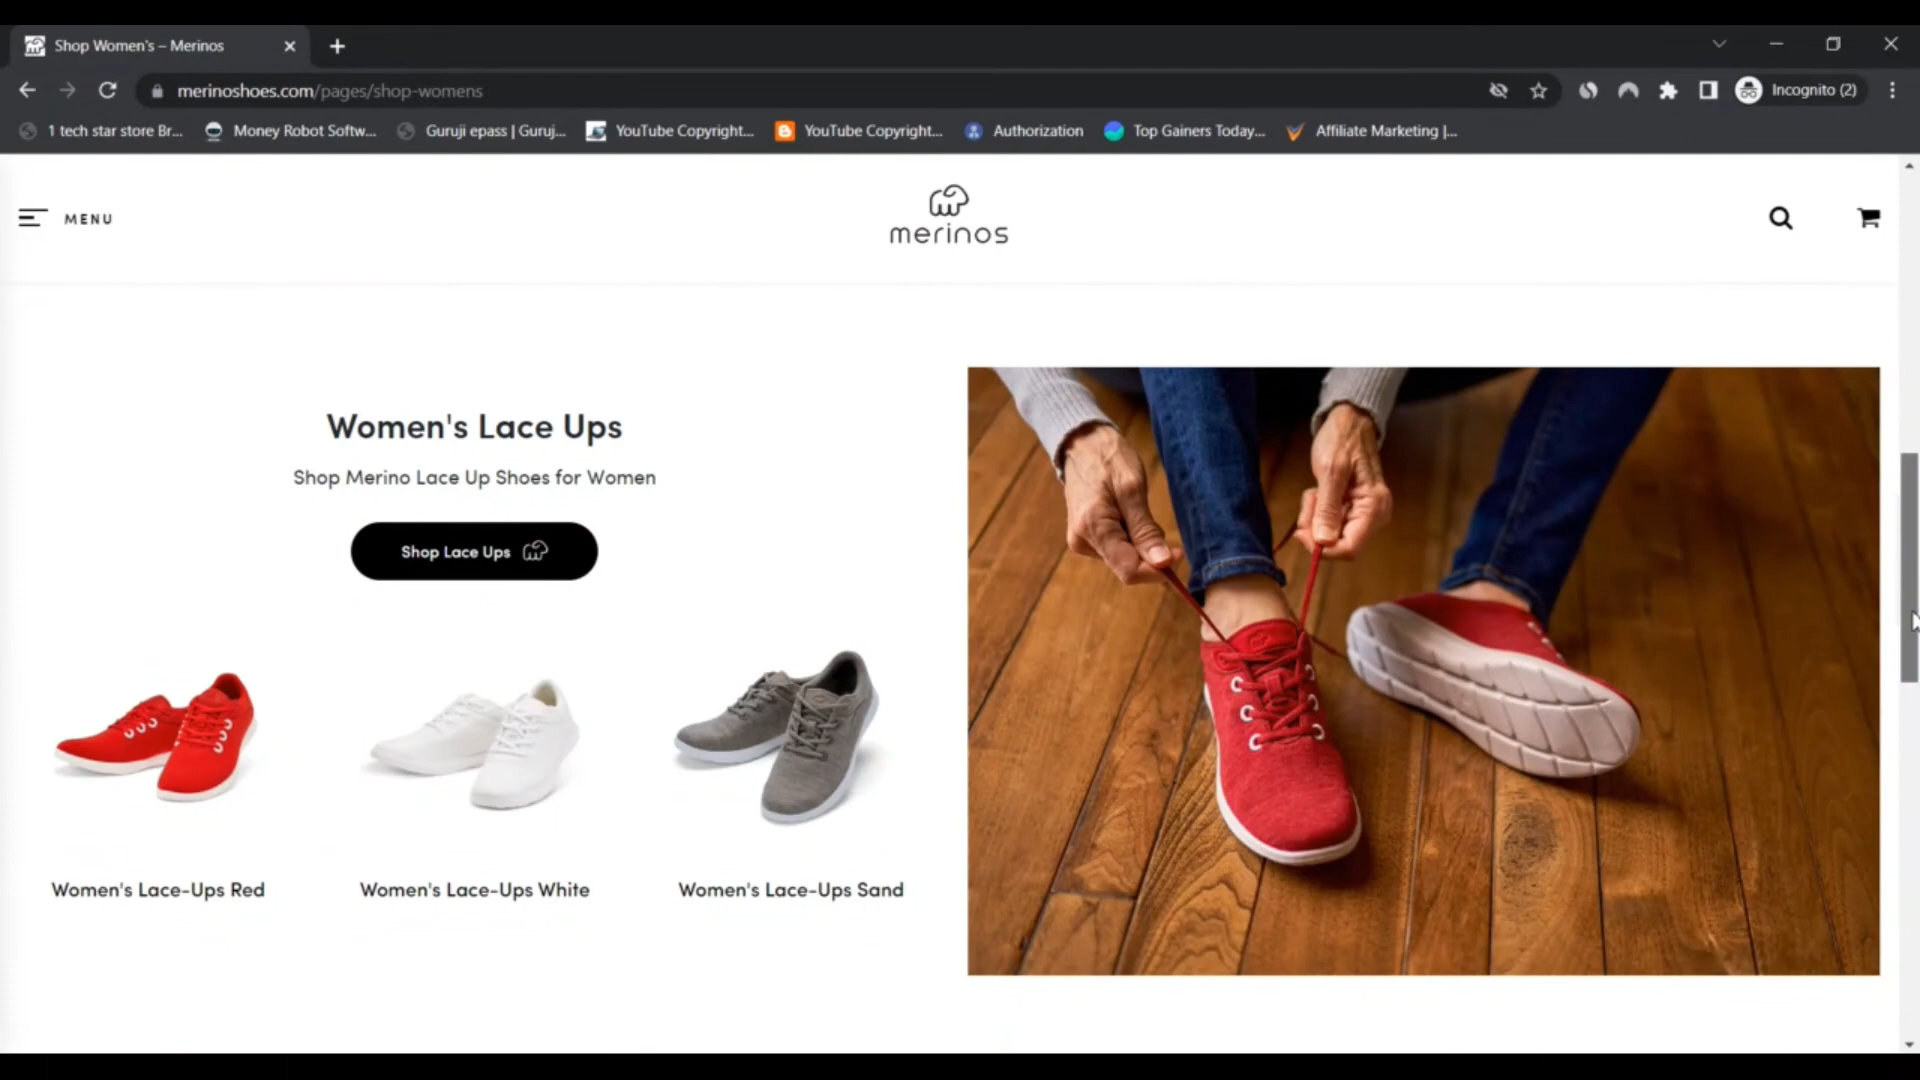 Shop Women's – Merinos
merinoshoes.com/pages/shop-womens
Incognito (2)
1 tech star store Br...
Money Robot Softw...
Guruji epass | Guruj...
YouTube Copyright...
YouTube Copyright...
Authorization
Top Gainers Today...
Affiliate Marketing |...
MENU
merinos
Women's Lace Ups
Shop Merino Lace Up Shoes for Women
Shop Lace Ups
Women's Lace-Ups Red
Women's Lace-Ups White
Women's Lace-Ups Sand